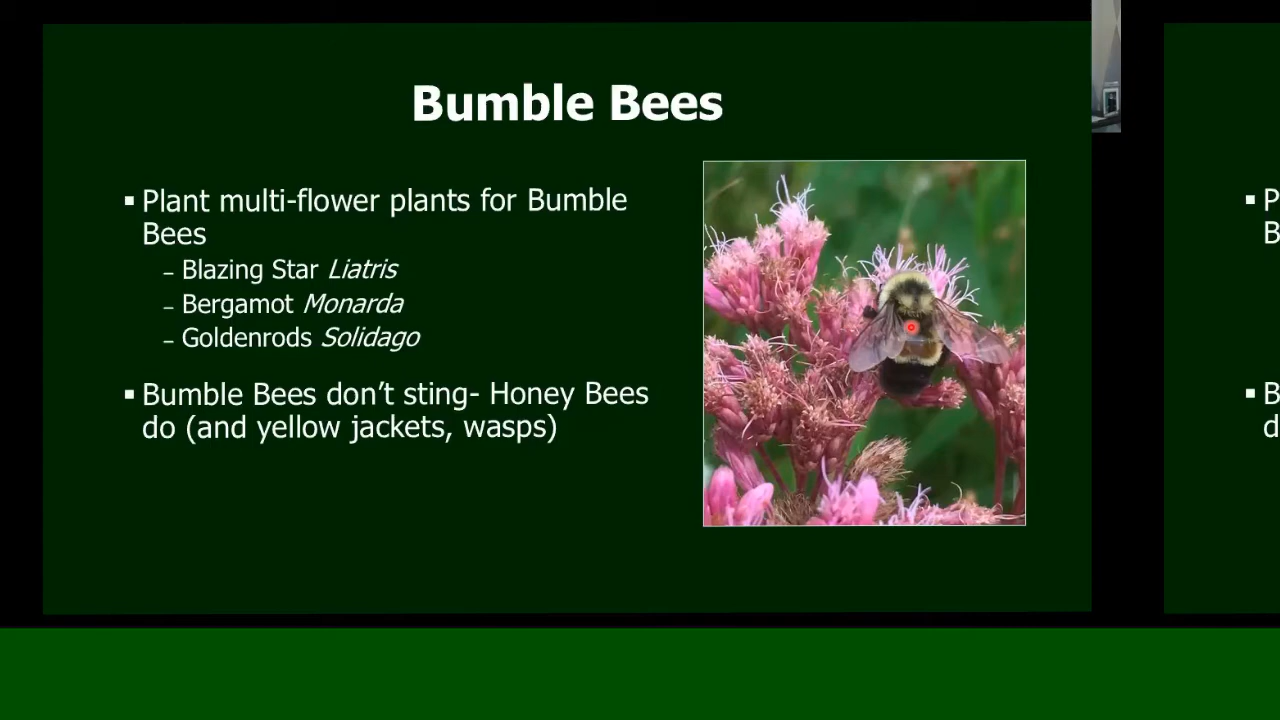 Bumble Bees
▪ Plant multi-flower plants for Bumble
Bees
– Blazing Star Liatris
– Bergamot Monarda
– Goldenrods Solidago
▪ Bumble Bees don’t sting- Honey Bees
do (and yellow jackets, wasps)
▪ P
B
▪ B
d